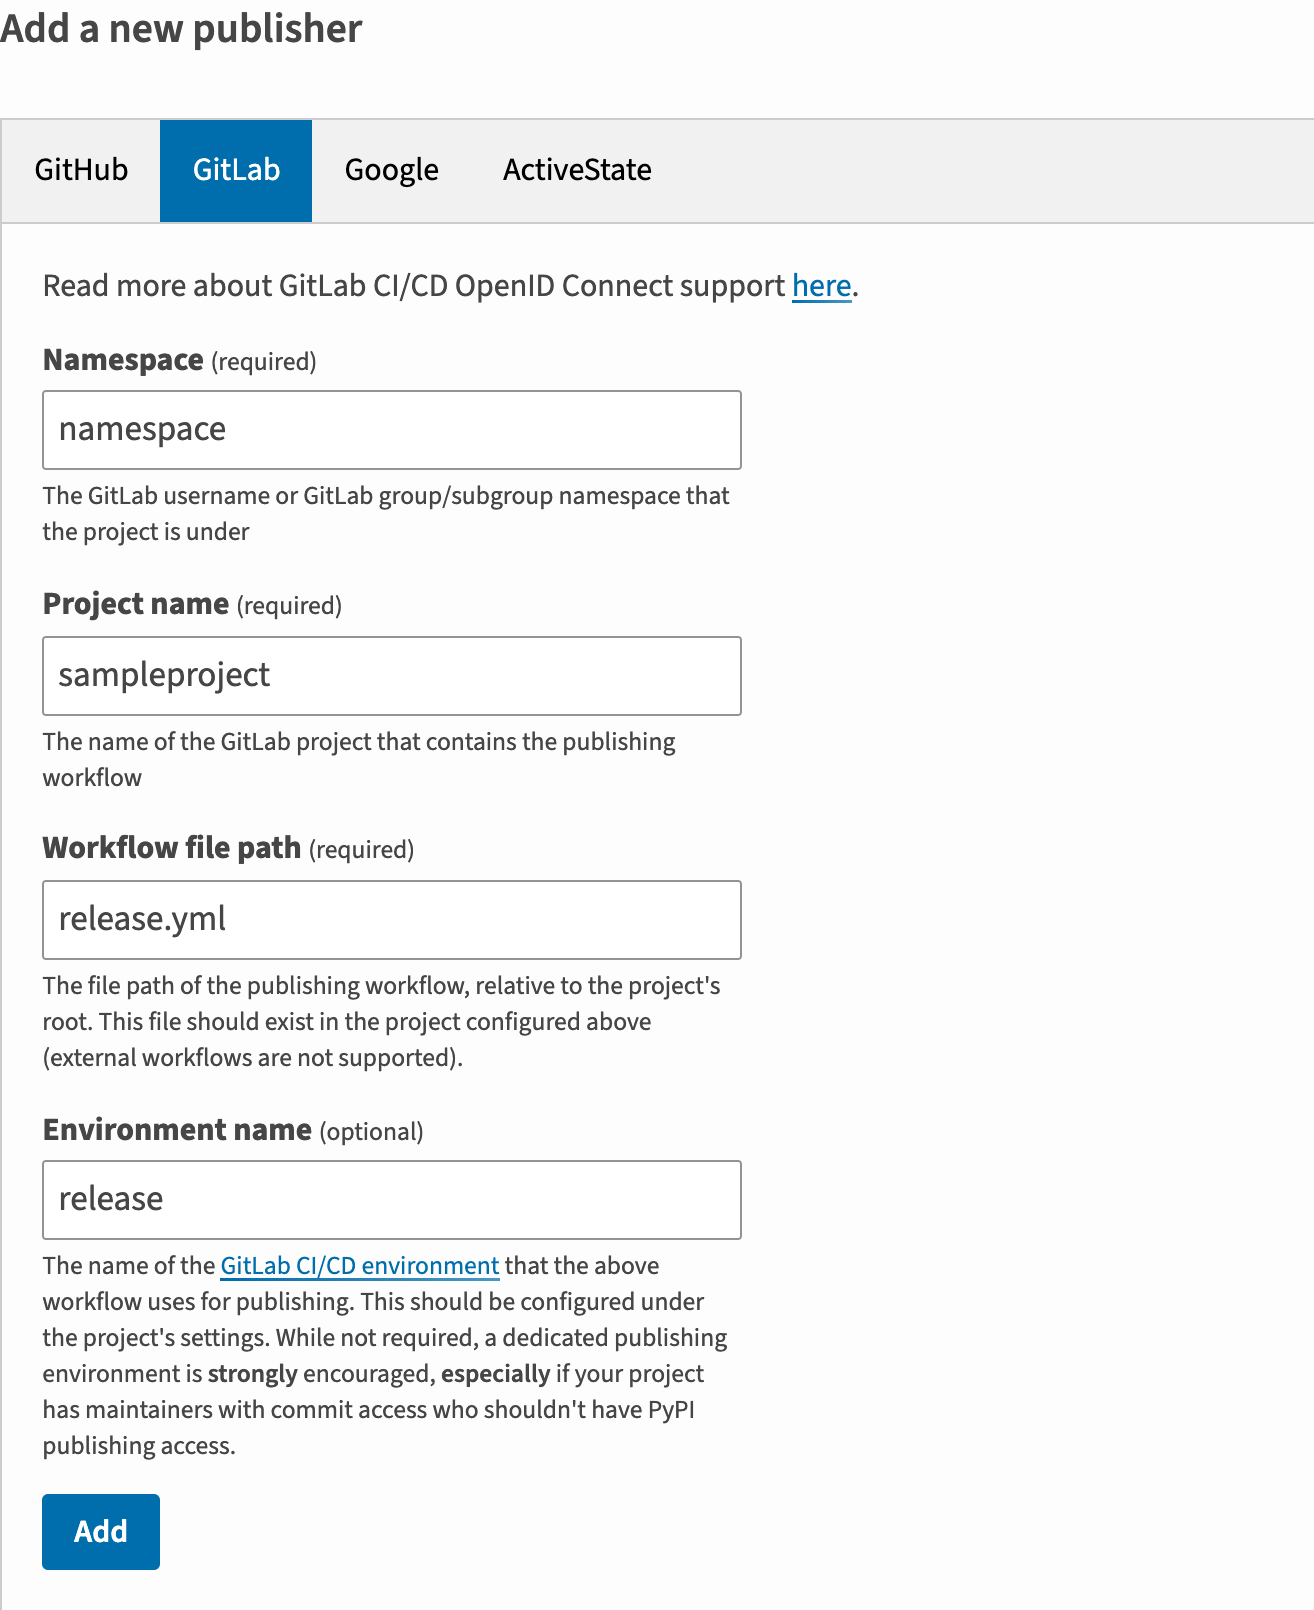 Add a new publisher
GitHub GitLab Google ActiveState
Read more about GitLab CI/CD OpenID Connect support here.
Namespace (required)
namespace
The GitLab username or GitLab group/subgroup namespace that
the project is under
Project name (required)
sampleproject
The name of the GitLab project that contains the publishing
workflow
Workflow file path (required)
release.yml
The file path of the publishing workflow, relative to the project's
root. This file should exist in the project configured above
(external workflows are not supported).
Environment name (optional)
release
The name of the GitLab CI/CD environment that the above
workflow uses for publishing. This should be configured under
the project's settings. While not required, a dedicated publishing
environment is strongly encouraged, especially if your project
has maintainers with commit access who shouldn't have PyPI
publishing access.
Add